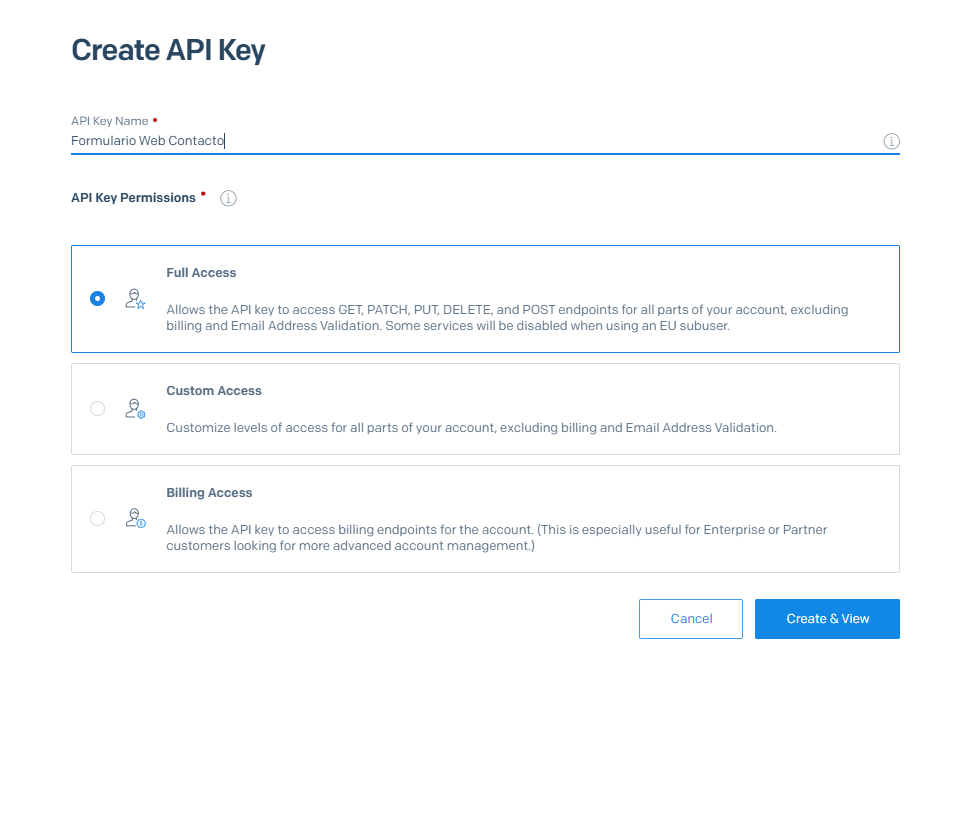 Create API Key
API Key Name
Formulario Web Contacto
API Key Permissions
Full Access
Allows the API key to access GET, PATCH, PUT, DELETE, and POST endpoints for all parts of your account, excluding
billing and Email Address Validation. Some services will be disabled when using an EU subuser.
Custom Access
Customize levels of access for all parts of your account, excluding billing and Email Address Validation.
Billing Access
Allows the API key to access billing endpoints for the account. (This is especially useful for Enterprise or Partner
customers looking for more advanced account management.)
Cancel
Create & View